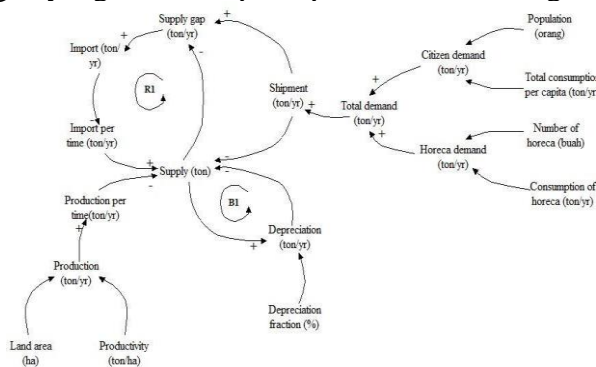 Supply gap
(ton/yr)
Population
(orang)
Import (ton/
yr)
Citizen demand
(ton/yr)
R1
Shipment
(ton/yr)
Total consumption
per capita (ton/yr
Total demand
(ton/yr)
Import per
time (ton/yr)
Number of
horeca (buah)
Horeca demand
(ton/yr)
Supply (ton)
Production per
time(ton/yr)
Consumption of
horeca (ton/yr)
B1
Depreciation
(ton/yr)
Production
(ton/yr)
Depreciation
fraction (%)
Land area
(ha)
Productivity
(ton/ha)